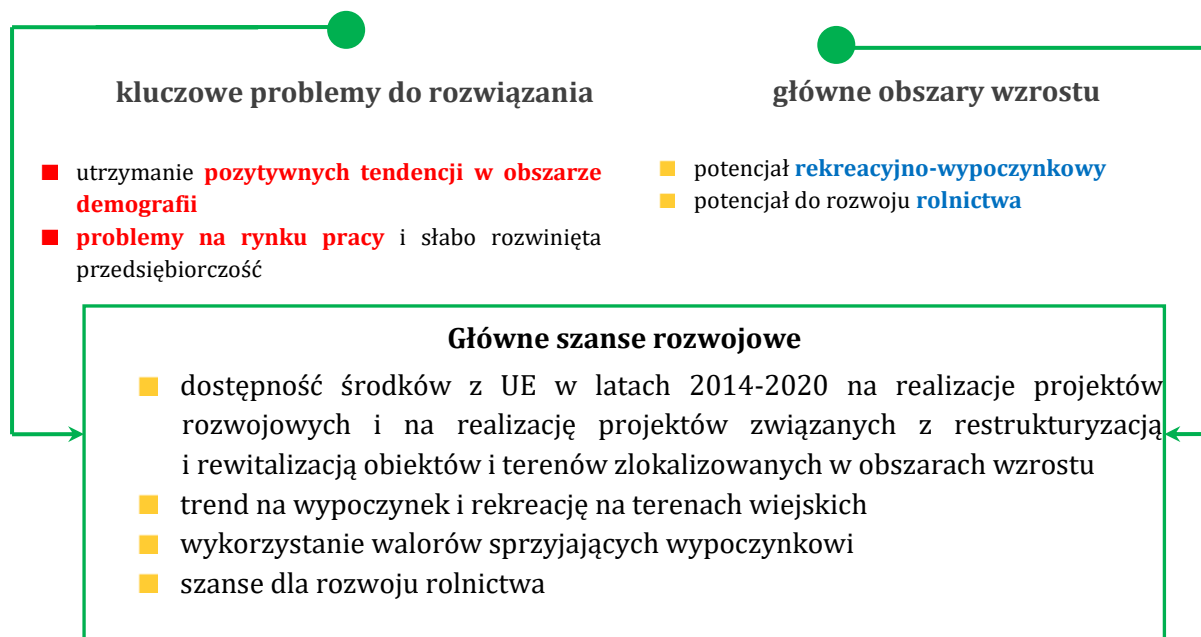 kluczowe problemy do rozwiązania
utrzymanie pozytywnych tendencji w obszarze
demografii
problemy na rynku pracy i słabo rozwinięta
przedsiębiorczość
główne obszary wzrostu
potencjał rekreacyjno-wypoczynkowy
potencjał do rozwoju rolnictwa
Główne szanse rozwojowe
dostępność środków z UE w latach 2014-2020 na realizacje projektów
rozwojowych i na realizację projektów związanych z restrukturyzacją
i rewitalizacją obiektów i terenów zlokalizowanych w obszarach wzrostu
trend na wypoczynek i rekreację na terenach wiejskich
wykorzystanie walorów sprzyjających wypoczynkowi
szanse dla rozwoju rolnictwa